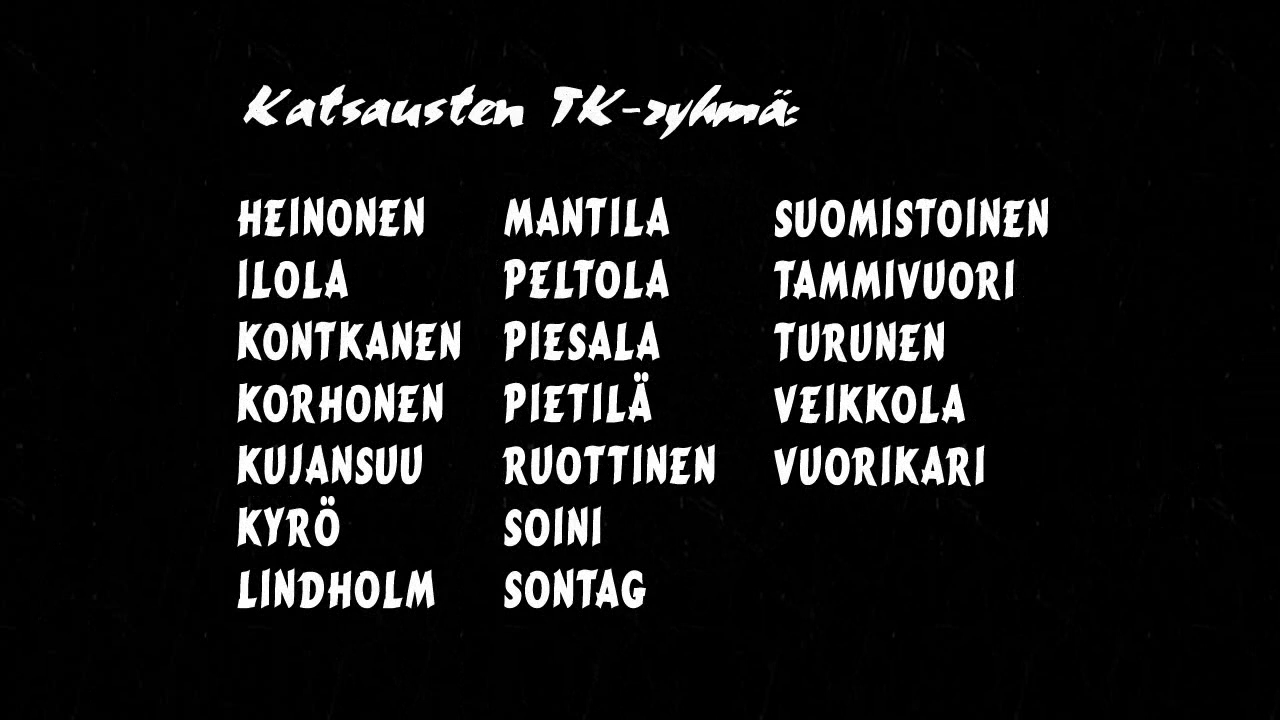 Katsausten TK-ryhmä:
HEINONEN
ILOLA
KONTKANEN
KORHONEN
KUJANSUU
KYRÖ
LINDHOLM
MANTILA
PELTOLA
PIESALA
PIETILÄ
RUOTTINEN
SOINI
SONTAG
SUOMISTOINEN
TAMMIVUORI
TURUNEN
VEIKKOLA
VUORIKARI